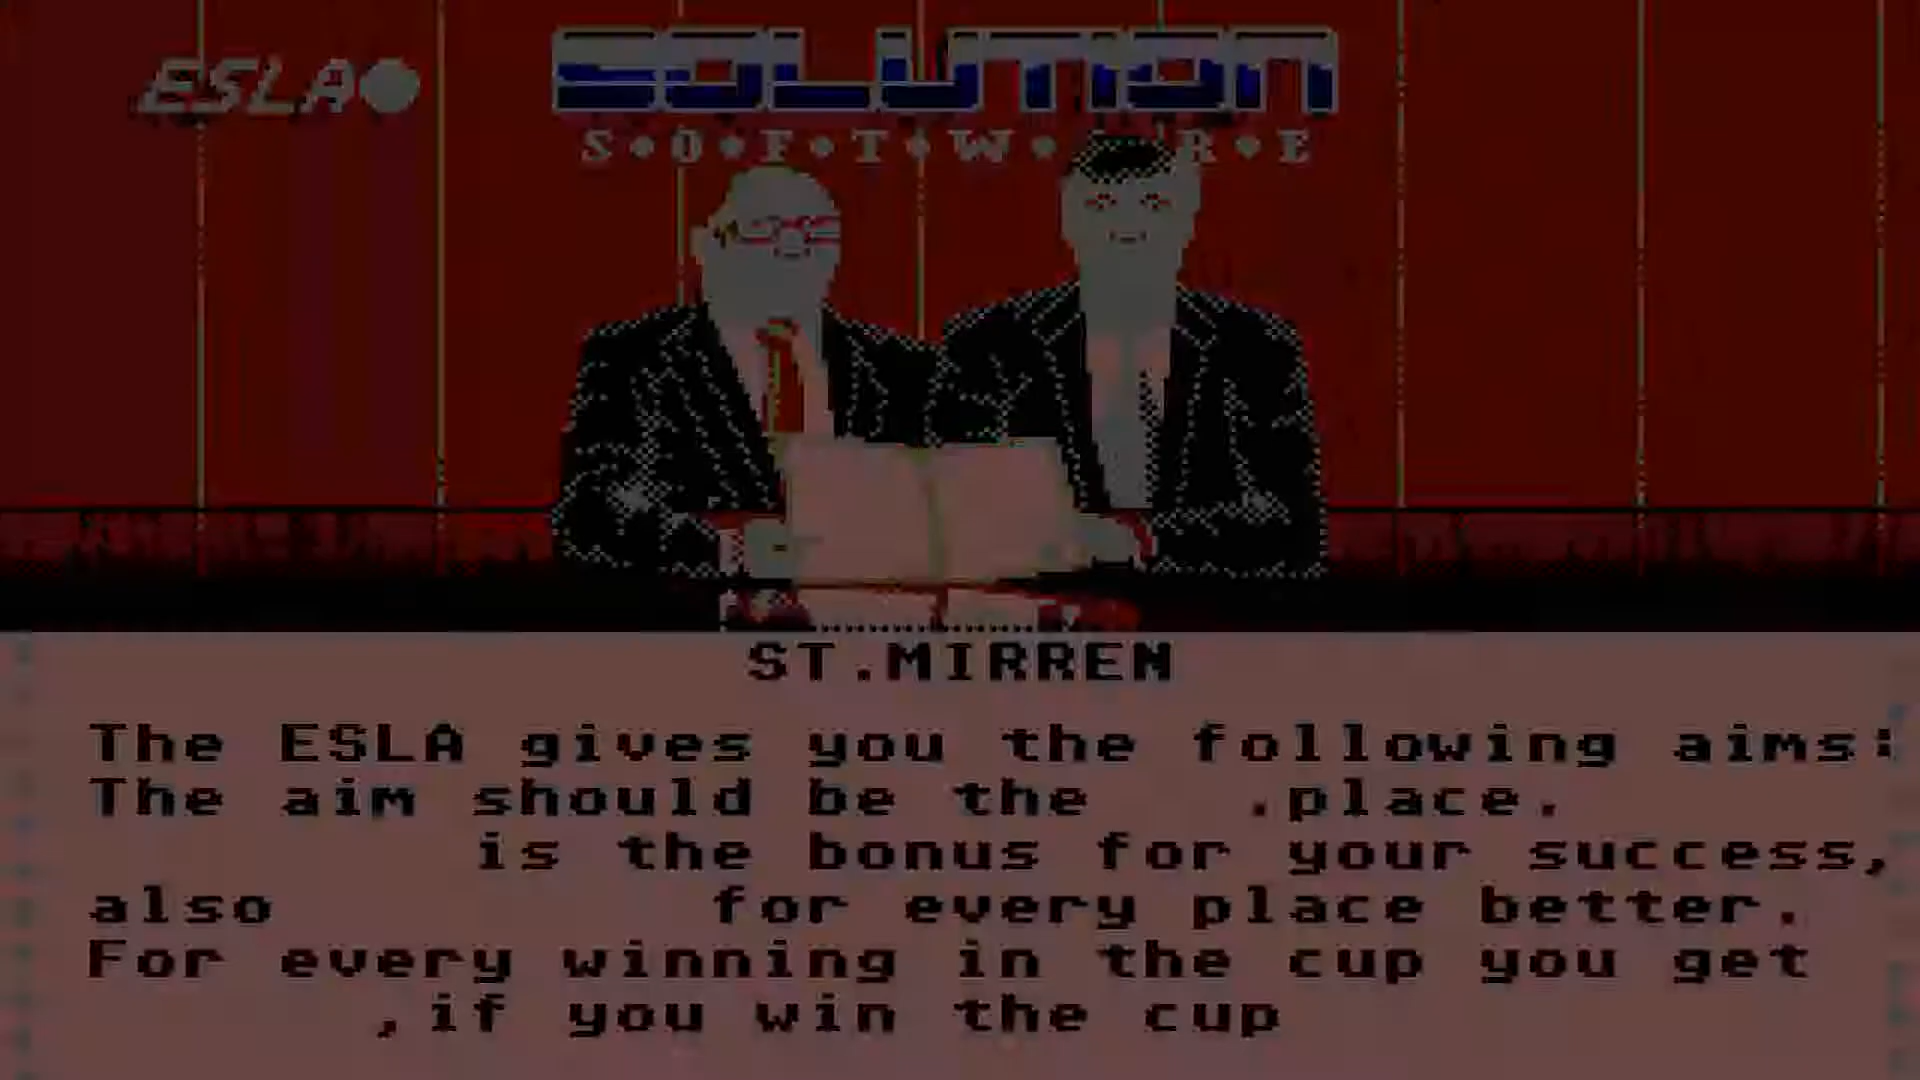 ESLA
SOLUTION
S•O•F•T•W•RE
ST.MIRREN
The ESLA gives you the following aims:
The aim should be the .place.
is the bonus for your success,
also for every place better.
For every winning in the cup you get
,if you win the cup